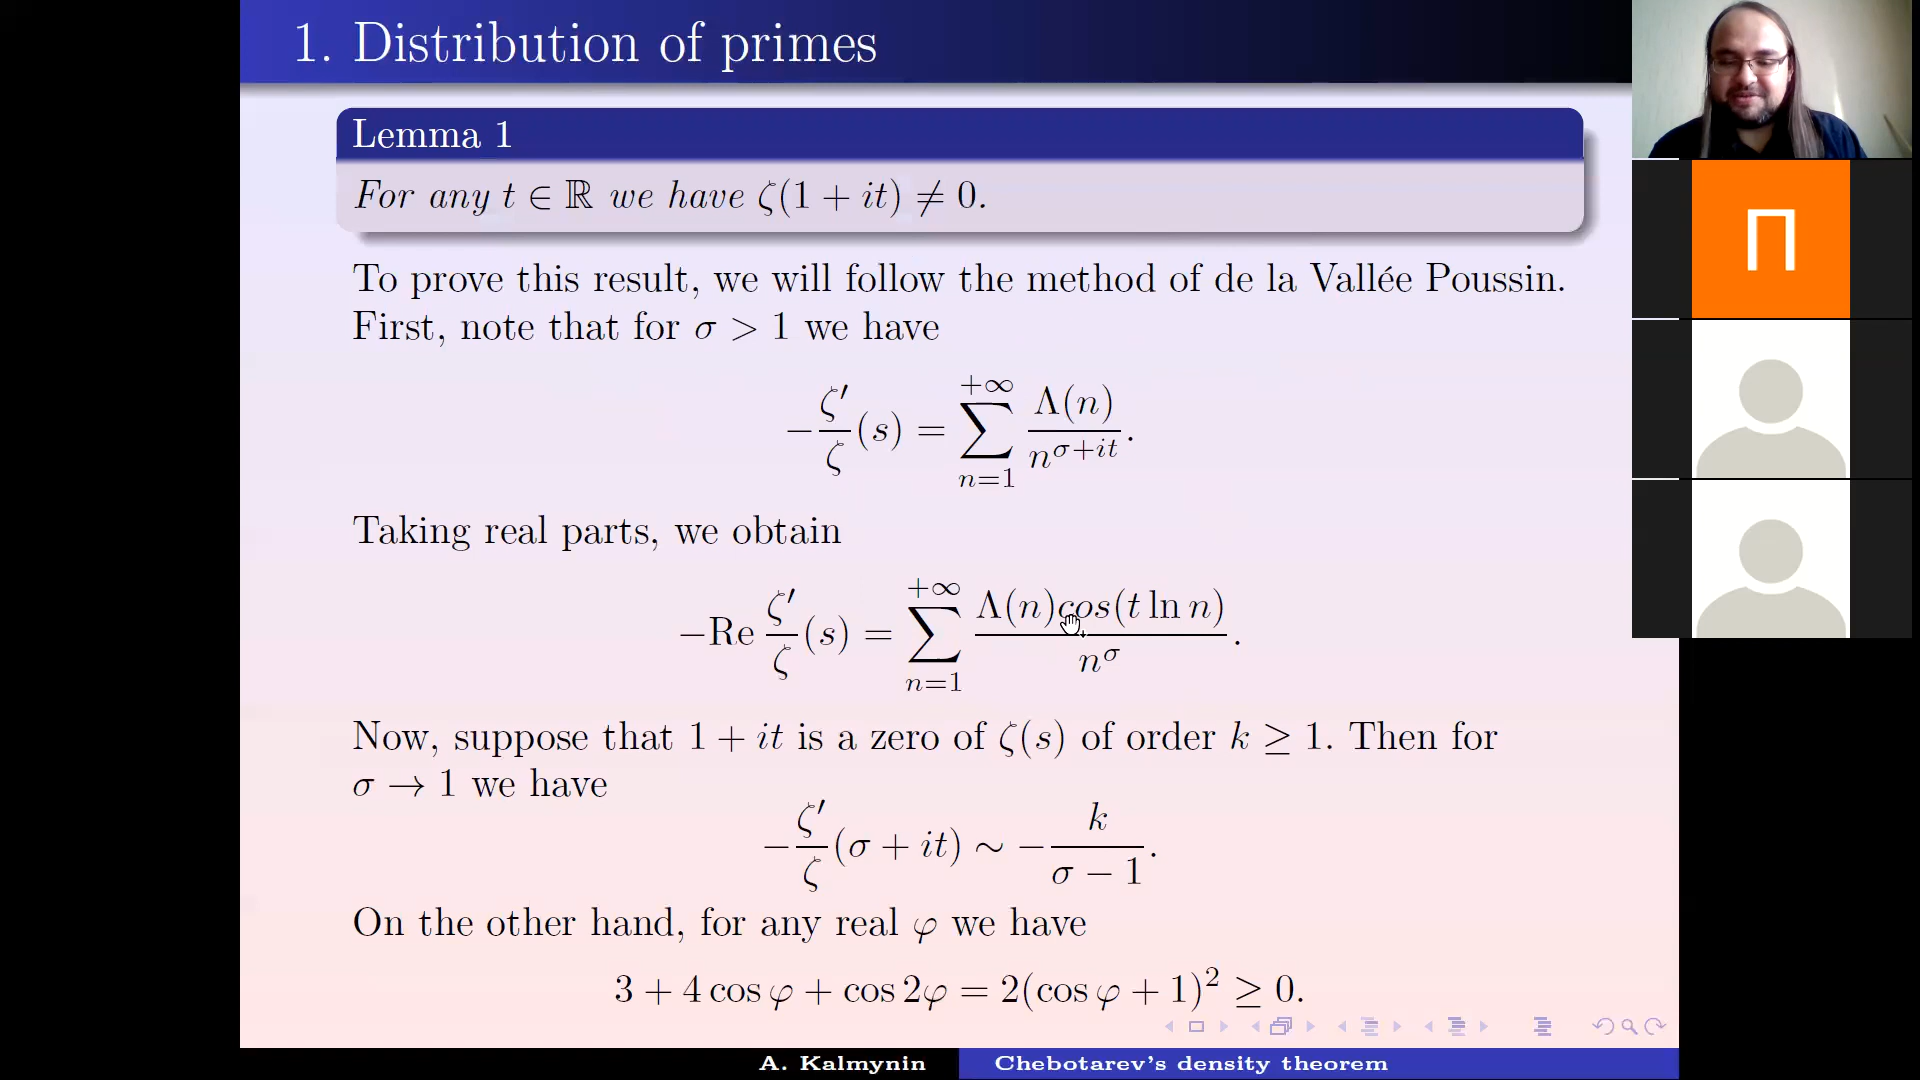 1. Distribution of primes
Lemma 1
For any t ∈ ℝ we have ζ(1 + it) ≠ 0.
To prove this result, we will follow the method of de la Vallée Poussin.
First, note that for σ > 1 we have
−ζ′/ζ(s) = ∑_{n=1}^{+∞} Λ(n)/n^{σ+it}.
Taking real parts, we obtain
−Re ζ′/ζ(s) = ∑_{n=1}^{+∞} Λ(n)cos(t ln n)/n^σ.
Now, suppose that 1 + it is a zero of ζ(s) of order k ≥ 1. Then for
σ → 1 we have
−ζ′/ζ(σ + it) ∼ −k/(σ − 1).
On the other hand, for any real φ we have
3 + 4 cos φ + cos 2φ = 2(cos φ + 1)² ≥ 0.
A. Kalmynin
Chebotarev's density theorem
П